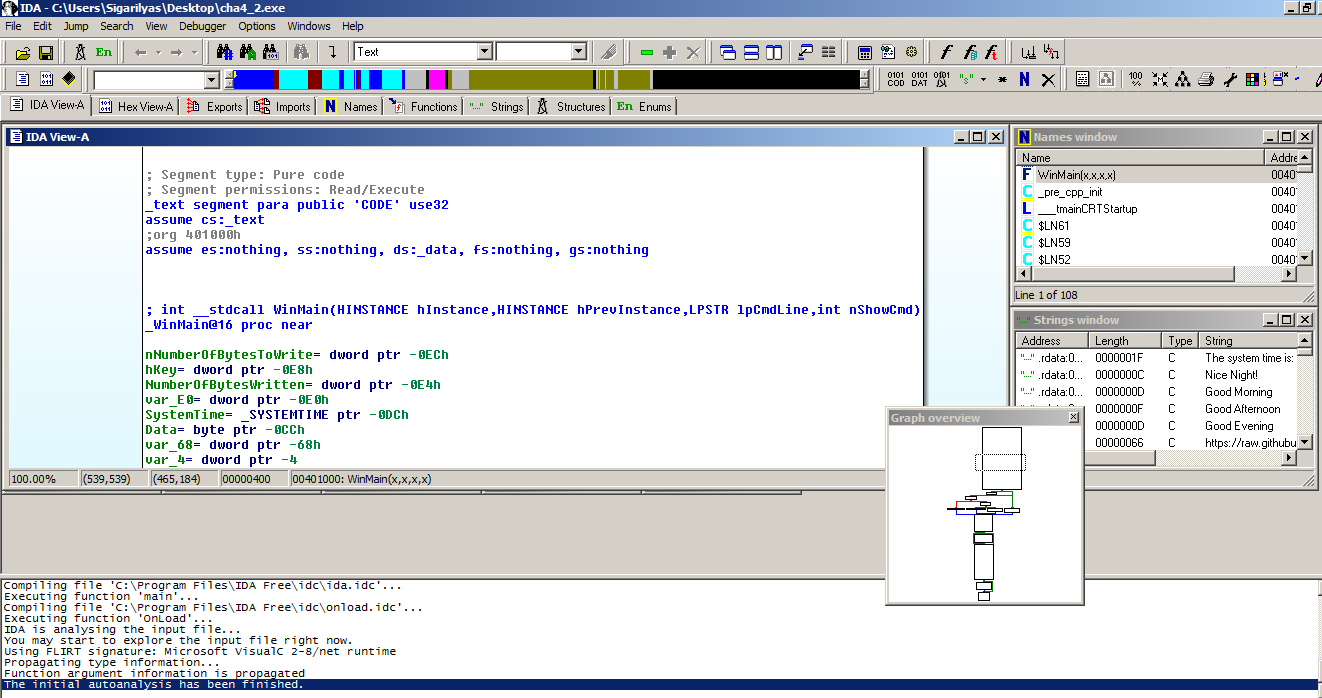 IDA - C:\Users\Sigarilyas\Desktop\cha4_2.exe
File Edit Jump Search View Debugger Options Windows Help
En Text
0101 0101 0101
COD DAT 100 %
IDA View-A Hex View-A Exports Imports N Names Functions Strings Structures En Enums
IDA View-A
; Segment type: Pure code
; Segment permissions: Read/Execute
_text segment para public 'CODE' use32
assume cs:_text
;org 401000h
assume es:nothing, ss:nothing, ds:_data, fs:nothing, gs:nothing
; int __stdcall WinMain(HINSTANCE hInstance,HINSTANCE hPrevInstance,LPSTR lpCmdLine,int nShowCmd)
_WinMain@16 proc near
nNumberOfBytesToWrite= dword ptr -0ECh
hKey= dword ptr -0E8h
NumberOfBytesWritten= dword ptr -0E4h
var_E0= dword ptr -0E0h
SystemTime= _SYSTEMTIME ptr -0DCh
Data= byte ptr -0CCh
var_68= dword ptr -68h
var_4= dword ptr -4
100.00% (539,539) (465,184) 00000400 00401000: WinMain(x,x,x,x)
Names window
Name Addre
F WinMain(x,x,x,x) 0040
C _pre_cpp_init 0040
L ___tmainCRTStartup 0040
C $LN61 0040
C $LN59 0040
C $LN52 0040
Line 1 of 108
Strings window
Address Length Type String
"..." .rdata:0... 0000001F C The system time is:
"..." .rdata:0... 0000000C C Nice Night!
"..." .rdata:0... 0000000D C Good Morning
0000000F C Good Afternoon
0000000D C Good Evening
00000066 C https://raw.githubu
Graph overview
Compiling file 'C:\Program Files\IDA Free\idc\ida.idc'...
Executing function 'main'...
Compiling file 'C:\Program Files\IDA Free\idc\onload.idc'...
Executing function 'OnLoad'...
IDA is analysing the input file...
You may start to explore the input file right now.
Using FLIRT signature: Microsoft VisualC 2-8/net runtime
Propagating type information...
Function argument information is propagated
The initial autoanalysis has been finished.